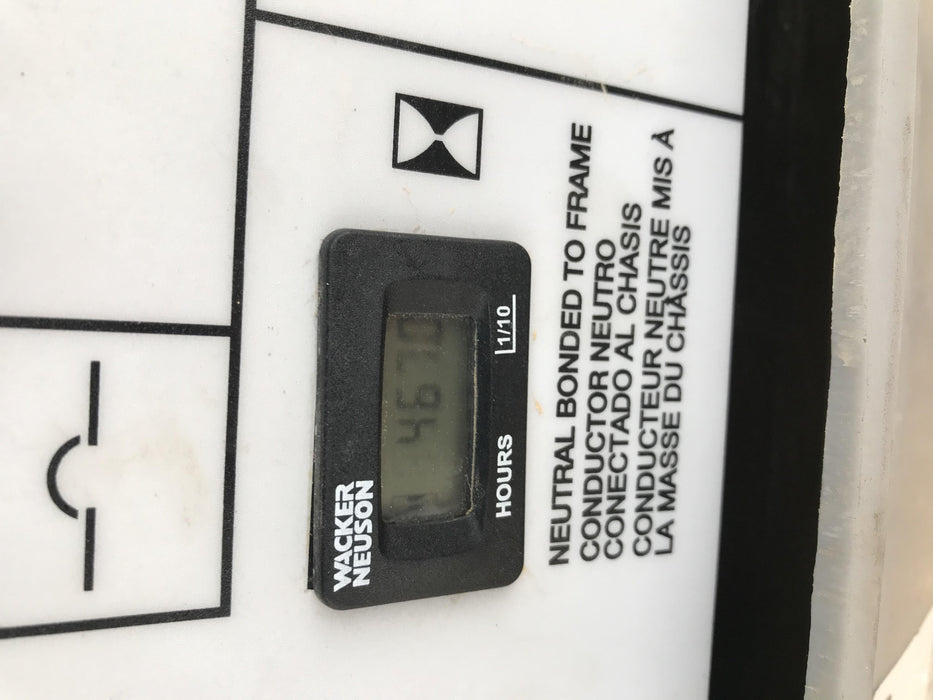 WACKER
NEUSON
HOURS 1/10
NEUTRAL BONDED TO FRAME
CONDUCTOR NEUTRO
CONECTADO AL CHASIS
CONDUCTEUR NEUTRE MIS À
LA MASSE DU CHÂSSIS